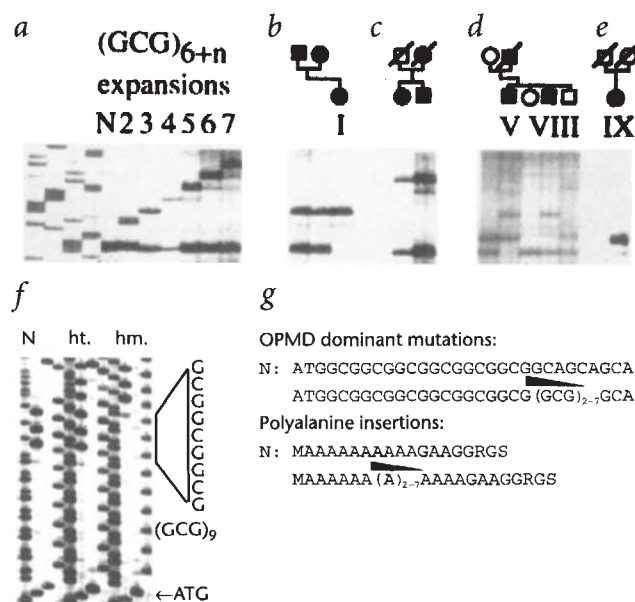 a
(GCG)6+n
expansions
N 2 3 4 5 6 7
b
I
c
d
V VIII
e
IX
f
N ht. hm.
G
C
G
G
C
G
G
C
G
(GCG)9
←ATG
g
OPMD dominant mutations:
N: ATGGCGGCGGCGGCGGCGGCGGCAGCAGCA
ATGGCGGCGGCGGCGGCGGCG(GCG)2-7GCA
Polyalanine insertions:
N: MAAAAAAAAAAGAAGGRGS
MAAAAAA(A)2-7AAAAGAAGGRGS